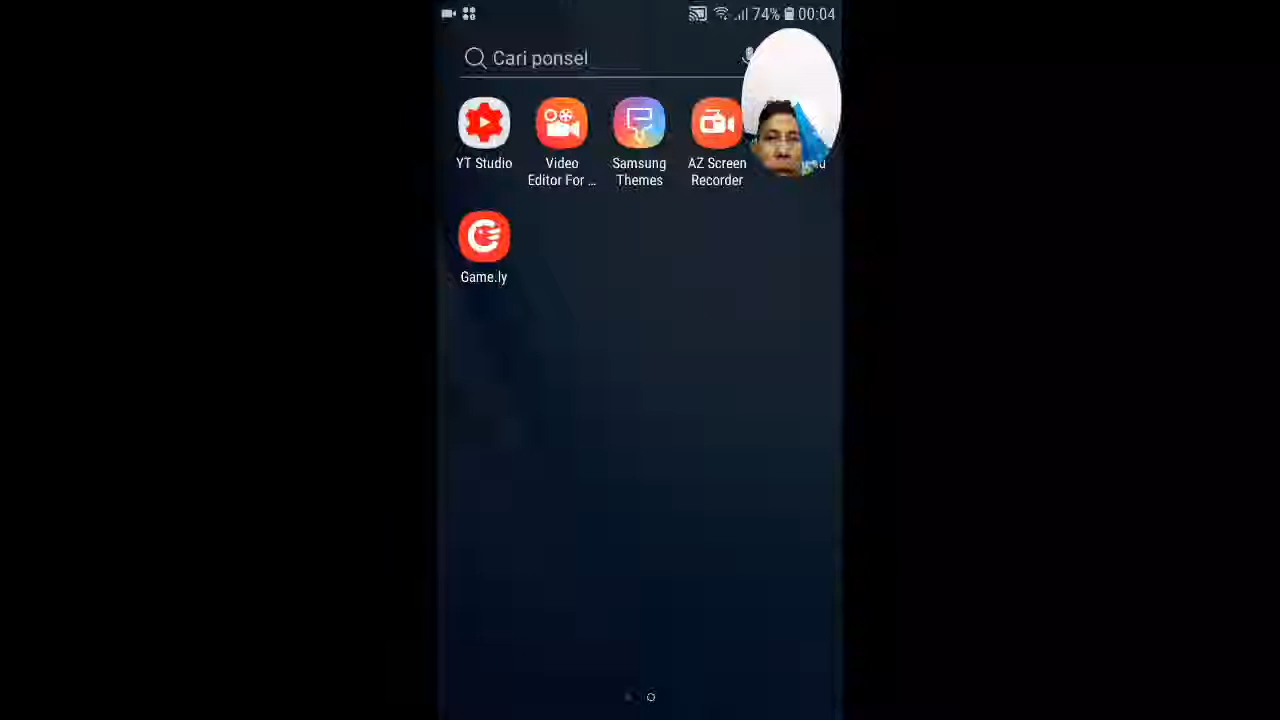 74% 00:04
Cari ponsel
YT Studio
Video
Editor For ...
Samsung
Themes
AZ Screen
Recorder
Game.ly